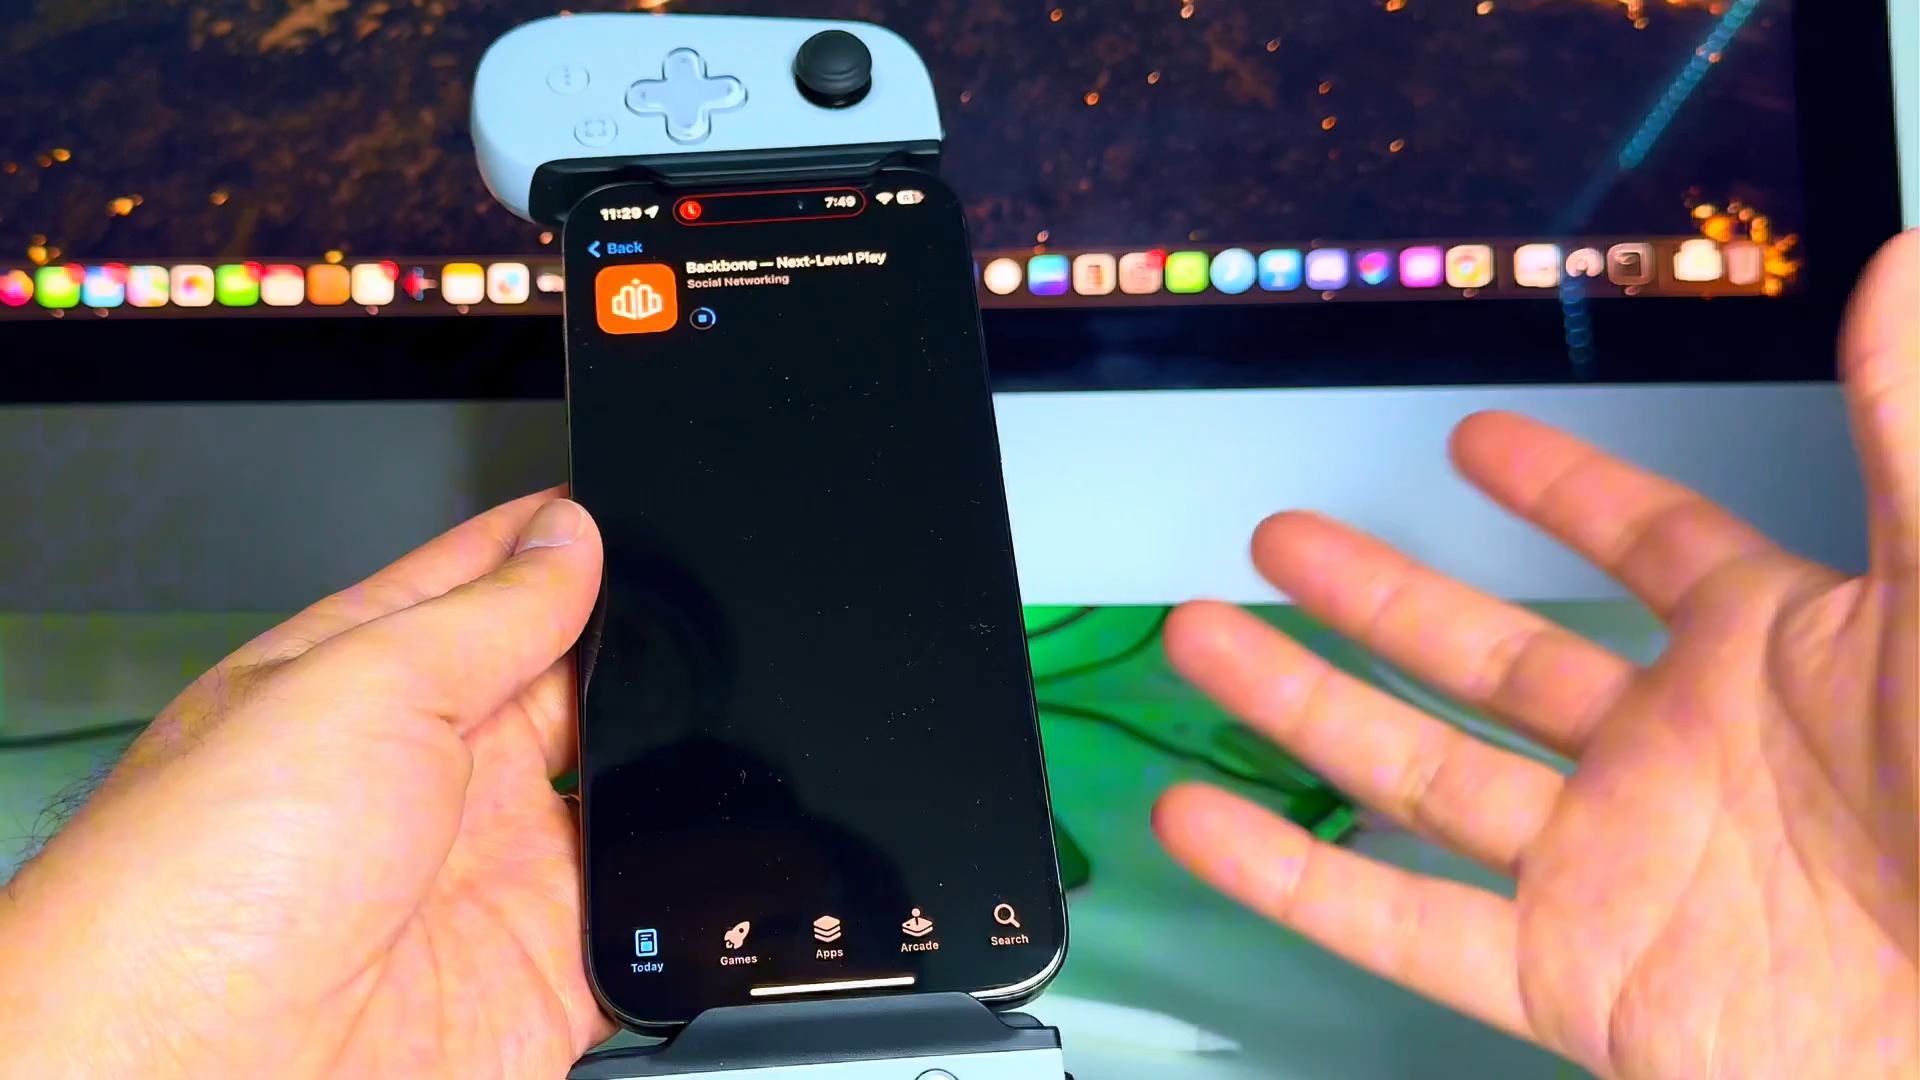 11:29
7:49
Back
Backbone — Next-Level Play
Social Networking
Today
Games
Apps
Arcade
Search